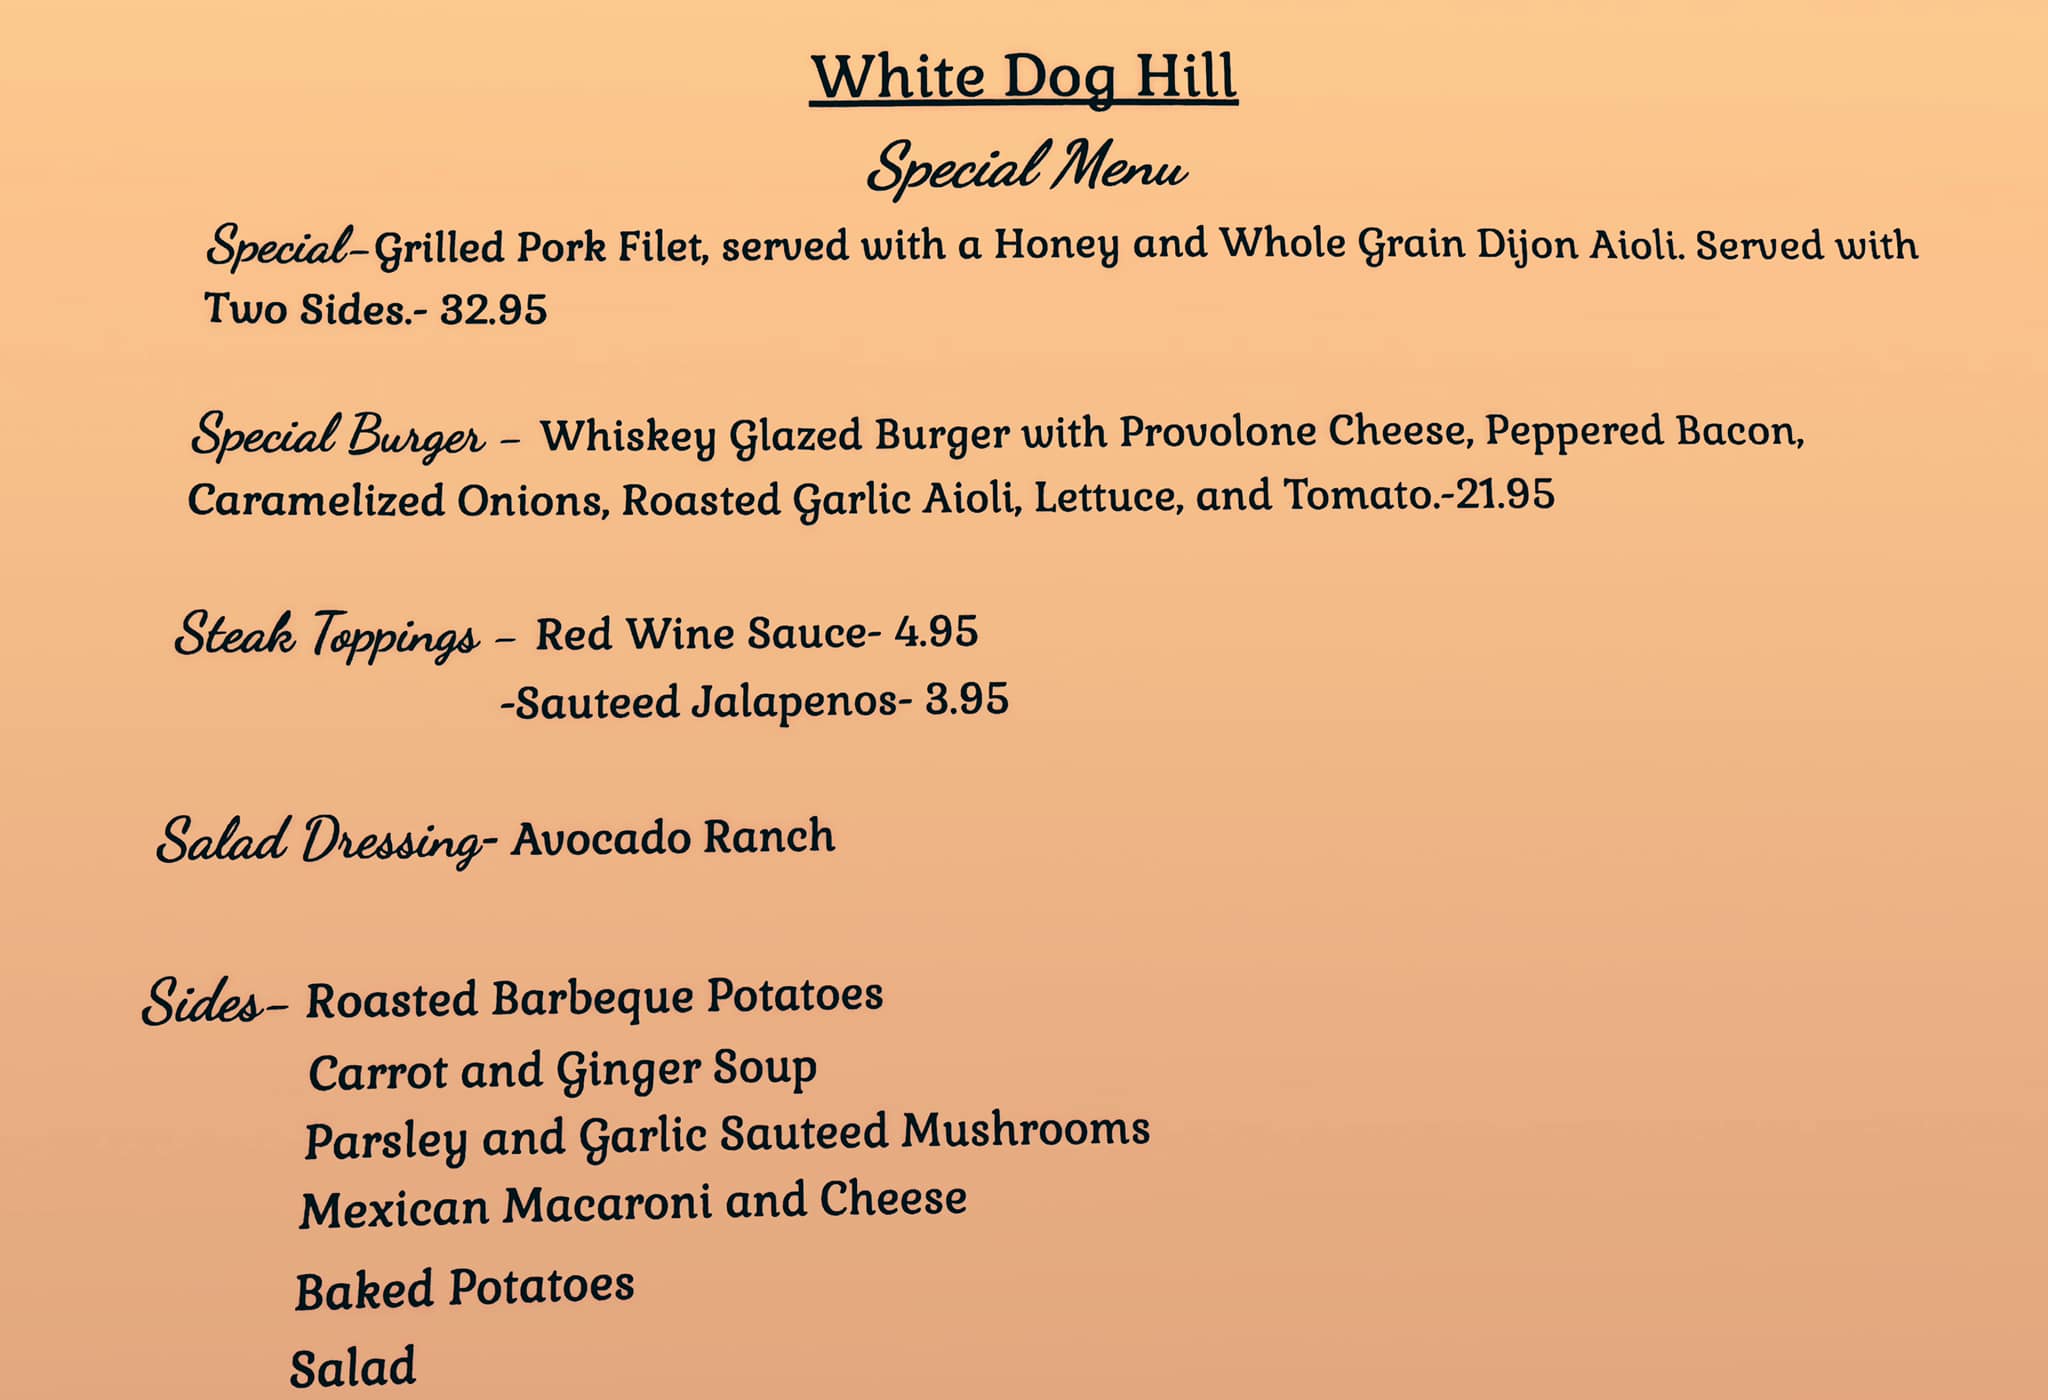 White Dog Hill
Special Menu
Special-Grilled Pork Filet, served with a Honey and Whole Grain Dijon Aioli. Served with
Two Sides.- 32.95
Special Burger - Whiskey Glazed Burger with Provolone Cheese, Peppered Bacon,
Caramelized Onions, Roasted Garlic Aioli, Lettuce, and Tomato.-21.95
Steak Toppings - Red Wine Sauce- 4.95
-Sauteed Jalapenos- 3.95
Salad Dressing- Avocado Ranch
Sides- Roasted Barbeque Potatoes
Carrot and Ginger Soup
Parsley and Garlic Sauteed Mushrooms
Mexican Macaroni and Cheese
Baked Potatoes
Salad